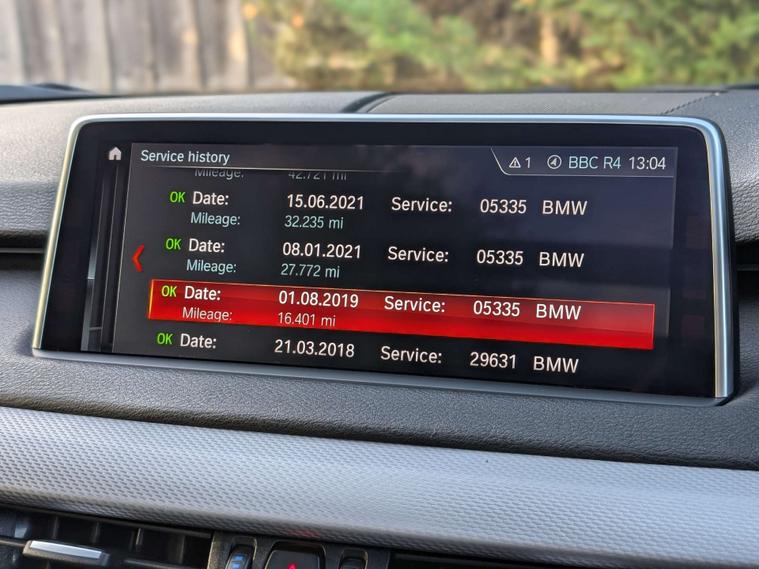 Service history
1 BBC R4 13:04
Mileage: 42.721 mi
OK Date: 15.06.2021 Service: 05335 BMW
Mileage: 32.235 mi
OK Date: 08.01.2021 Service: 05335 BMW
Mileage: 27.772 mi
OK Date: 01.08.2019 Service: 05335 BMW
Mileage: 16.401 mi
OK Date: 21.03.2018 Service: 29631 BMW